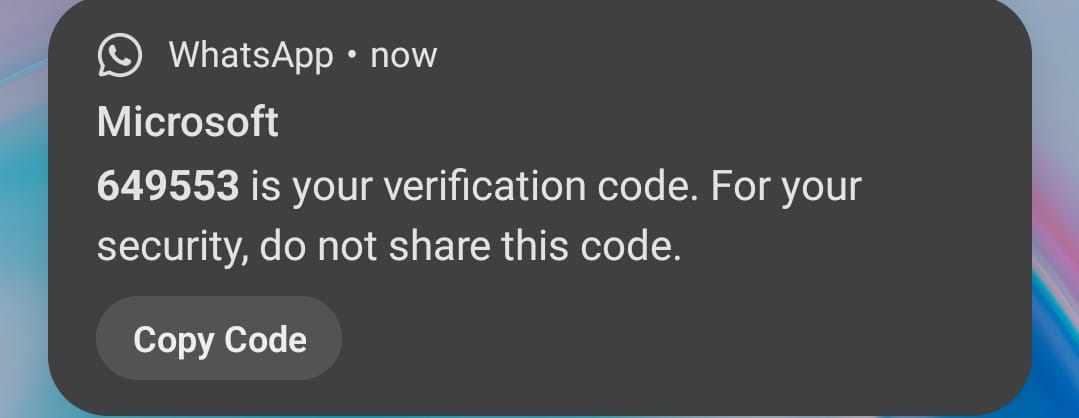 WhatsApp • now
Microsoft
649553 is your verification code. For your
security, do not share this code.
Copy Code